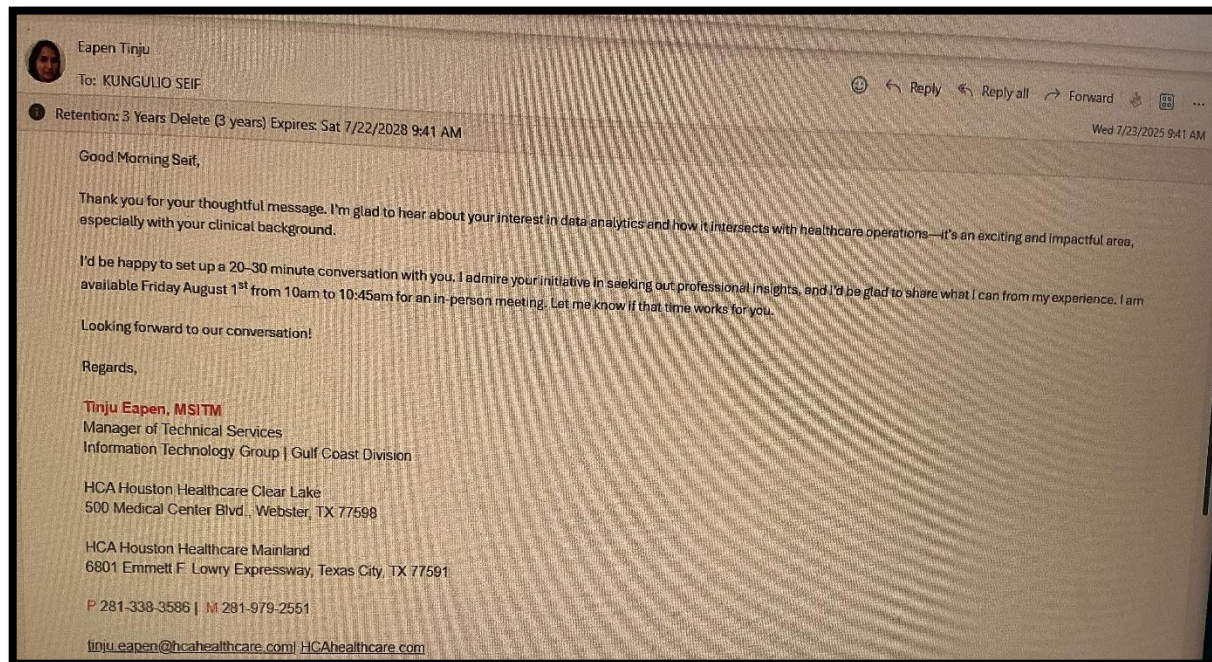 Eapen Tinju
To: KUNGULIO SEIF
Reply
Reply all
Forward
Retention: 3 Years Delete (3 years) Expires: Sat 7/22/2028 9:41 AM
Wed 7/23/2025 9:41 AM
Good Morning Seif,
Thank you for your thoughtful message. I'm glad to hear about your interest in data analytics and how it intersects with healthcare operations—it's an exciting and impactful area,
especially with your clinical background.
I'd be happy to set up a 20–30 minute conversation with you. I admire your initiative in seeking out professional insights, and I'd be glad to share what I can from my experience. I am
available Friday August 1st from 10am to 10:45am for an in-person meeting. Let me know if that time works for you.
Looking forward to our conversation!
Regards,
Tinju Eapen, MSITM
Manager of Technical Services
Information Technology Group | Gulf Coast Division
HCA Houston Healthcare Clear Lake
500 Medical Center Blvd., Webster, TX 77598
HCA Houston Healthcare Mainland
6801 Emmett F. Lowry Expressway, Texas City, TX 77591
P 281-338-3586 | M 281-979-2551
tinju.eapen@hcahealthcare.com| HCAhealthcare.com